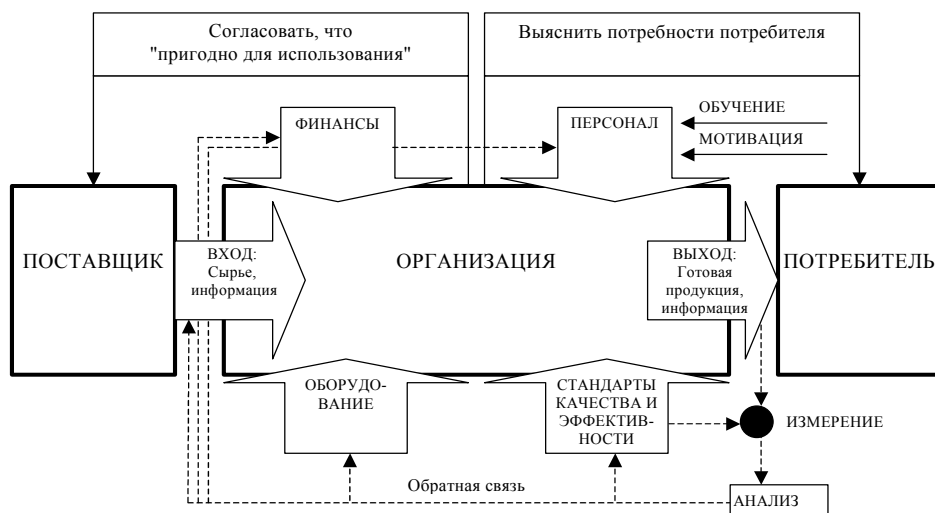 Согласовать, что
"пригодно для использования"
Выяснить потребности потребителя
ФИНАНСЫ
ПЕРСОНАЛ
ОБУЧЕНИЕ
МОТИВАЦИЯ
ПОСТАВЩИК
ВХОД:
Сырье,
информация
ОРГАНИЗАЦИЯ
ВЫХОД:
Готовая
продукция,
информация
ПОТРЕБИТЕЛЬ
ОБОРУДО-
ВАНИЕ
СТАНДАРТЫ
КАЧЕСТВА И
ЭФФЕКТИВ-
НОСТИ
ИЗМЕРЕНИЕ
Обратная связь
АНАЛИЗ